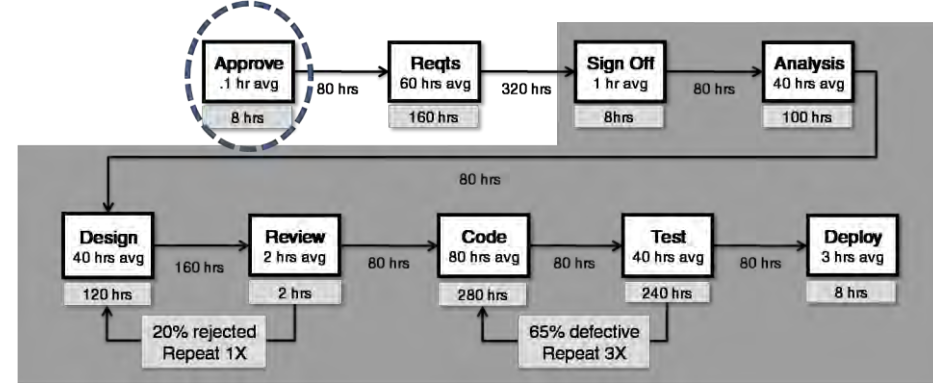 Approve
.1 hr avg
8 hrs
80 hrs
Reqts
60 hrs avg
160 hrs
320 hrs
Sign Off
1 hr avg
8hrs
80 hrs
Analysis
40 hrs avg
100 hrs
80 hrs
Design
40 hrs avg
120 hrs
160 hrs
Review
2 hrs avg
2 hrs
80 hrs
Code
80 hrs avg
280 hrs
80 hrs
Test
40 hrs avg
240 hrs
80 hrs
Deploy
3 hrs avg
8 hrs
20% rejected
Repeat 1X
65% defective
Repeat 3X